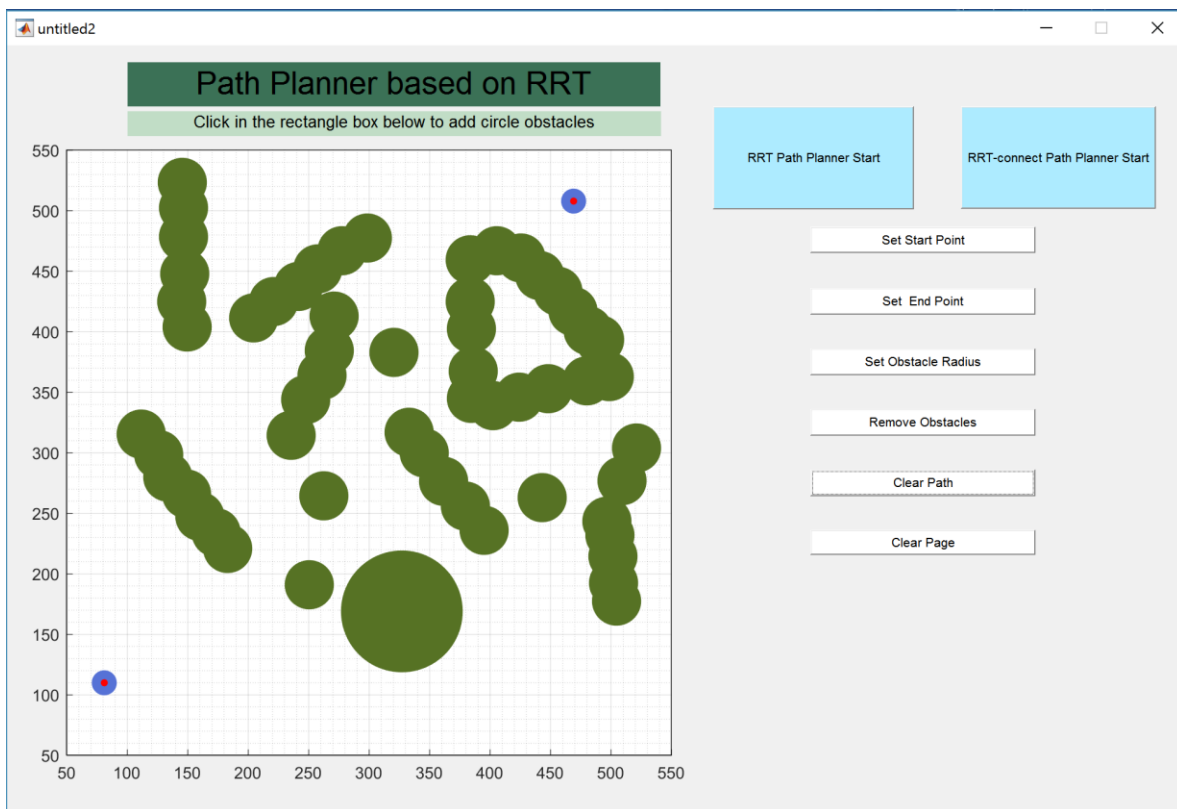 untitled2
Path Planner based on RRT
Click in the rectangle box below to add circle obstacles
RRT Path Planner Start
RRT-connect Path Planner Start
Set Start Point
Set  End Point
Set Obstacle Radius
Remove Obstacles
Clear Path
Clear Page
550
500
450
400
350
300
250
200
150
100
50
50 100 150 200 250 300 350 400 450 500 550